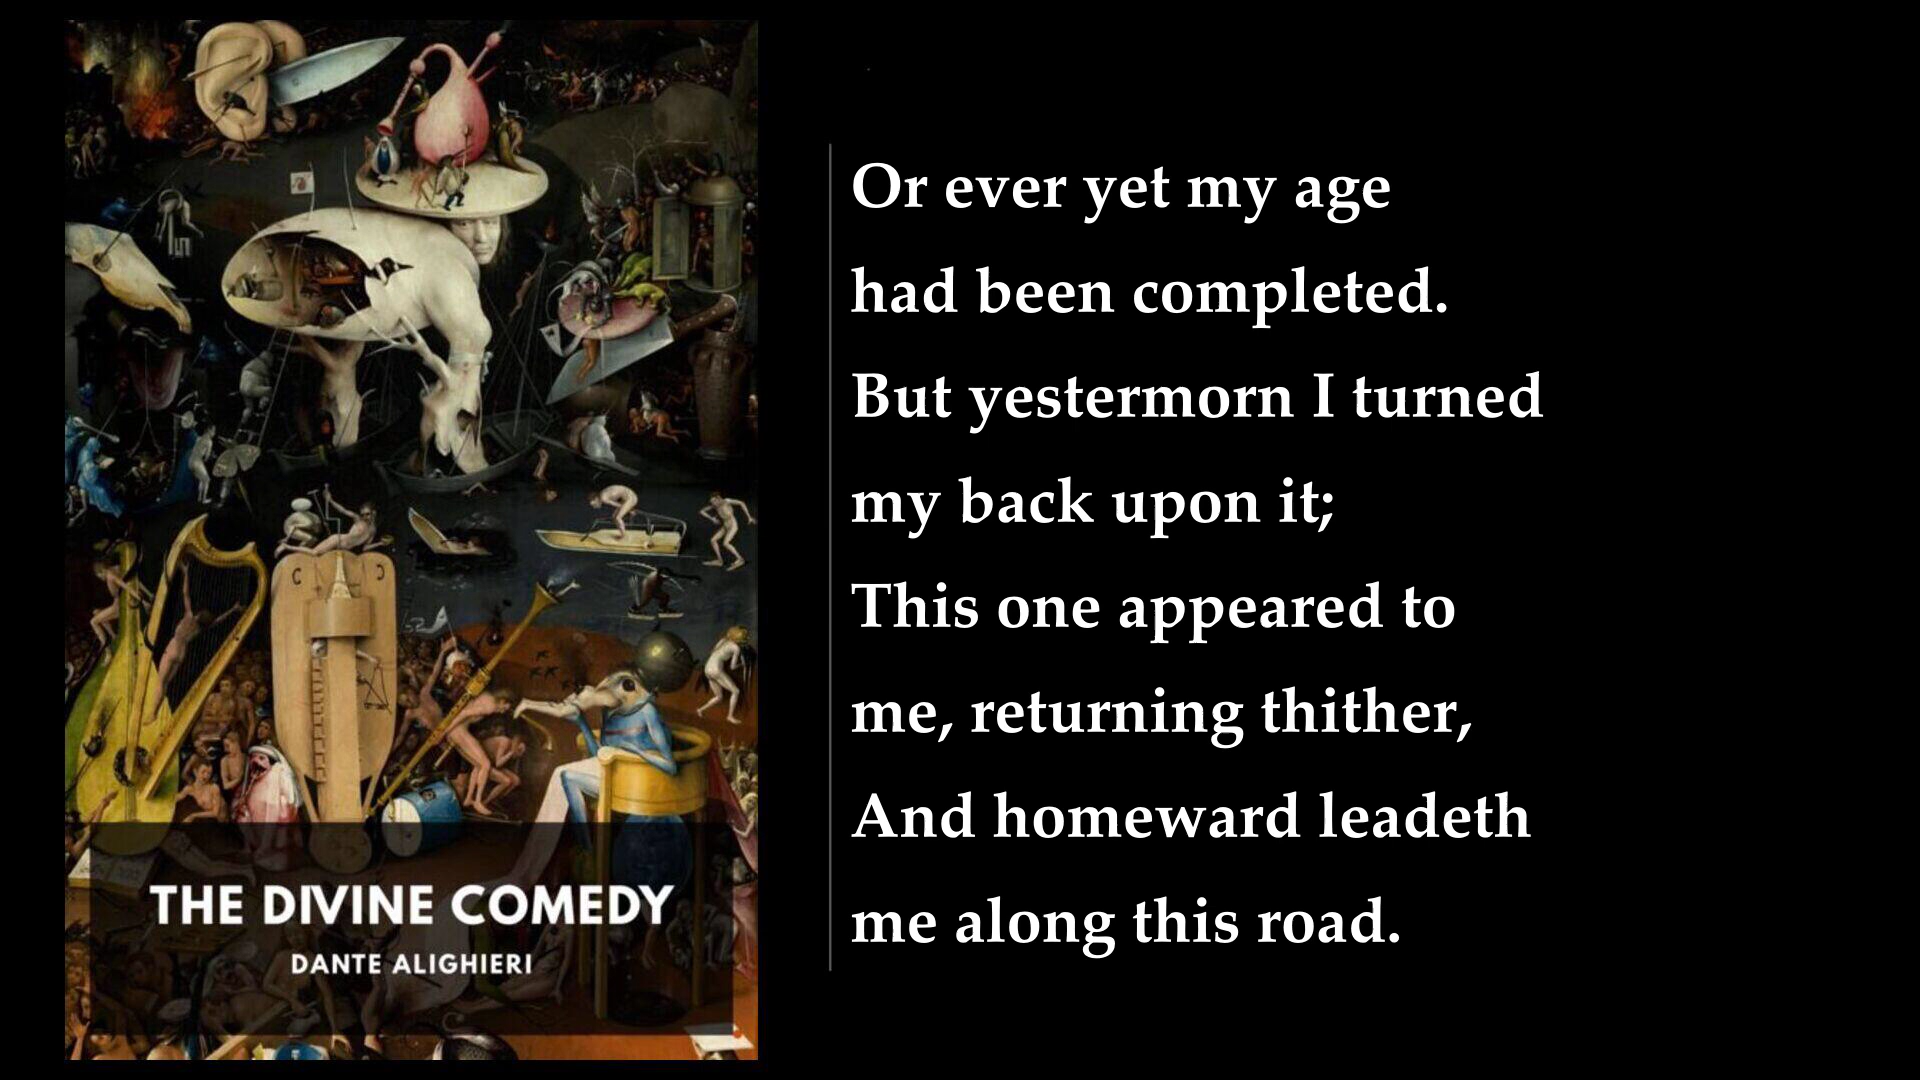 THE DIVINE COMEDY
DANTE ALIGHIERI
Or ever yet my age
had been completed.
But yestermorn I turned
my back upon it;
This one appeared to
me, returning thither,
And homeward leadeth
me along this road.